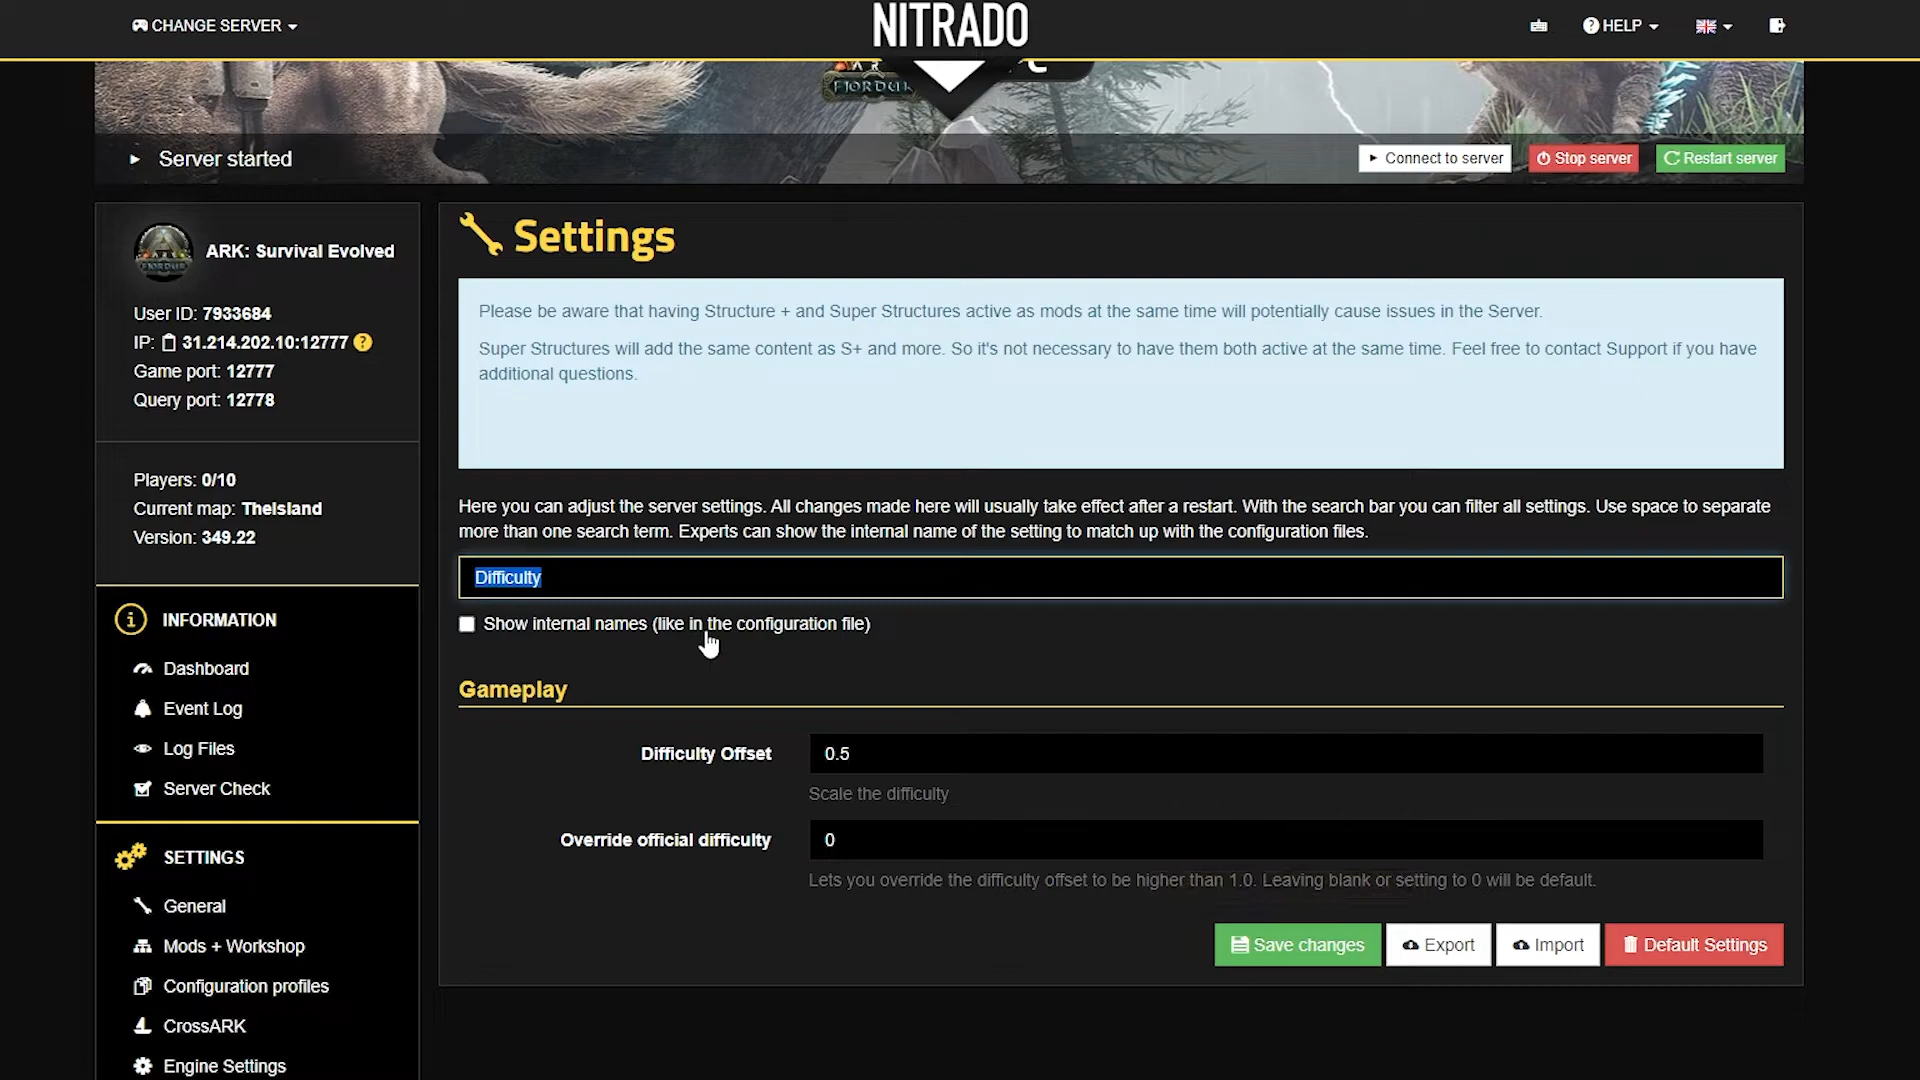 CHANGE SERVER
NITRADO
HELP
FJORDUR
Server started
Connect to server
Stop server
Restart server
ARK: Survival Evolved
FJORDUR
User ID: 7933684
IP: 31.214.202.10:12777 ?
Game port: 12777
Query port: 12778
Players: 0/10
Current map: TheIsland
Version: 349.22
INFORMATION
Dashboard
Event Log
Log Files
Server Check
SETTINGS
General
Mods + Workshop
Configuration profiles
CrossARK
Engine Settings
Settings
Please be aware that having Structure + and Super Structures active as mods at the same time will potentially cause issues in the Server.
Super Structures will add the same content as S+ and more. So it's not necessary to have them both active at the same time. Feel free to contact Support if you have
additional questions.
Here you can adjust the server settings. All changes made here will usually take effect after a restart. With the search bar you can filter all settings. Use space to separate
more than one search term. Experts can show the internal name of the setting to match up with the configuration files.
Difficulty
Show internal names (like in the configuration file)
Gameplay
Difficulty Offset
0.5
Scale the difficulty
Override official difficulty
0
Lets you override the difficulty offset to be higher than 1.0. Leaving blank or setting to 0 will be default.
Save changes
Export
Import
Default Settings